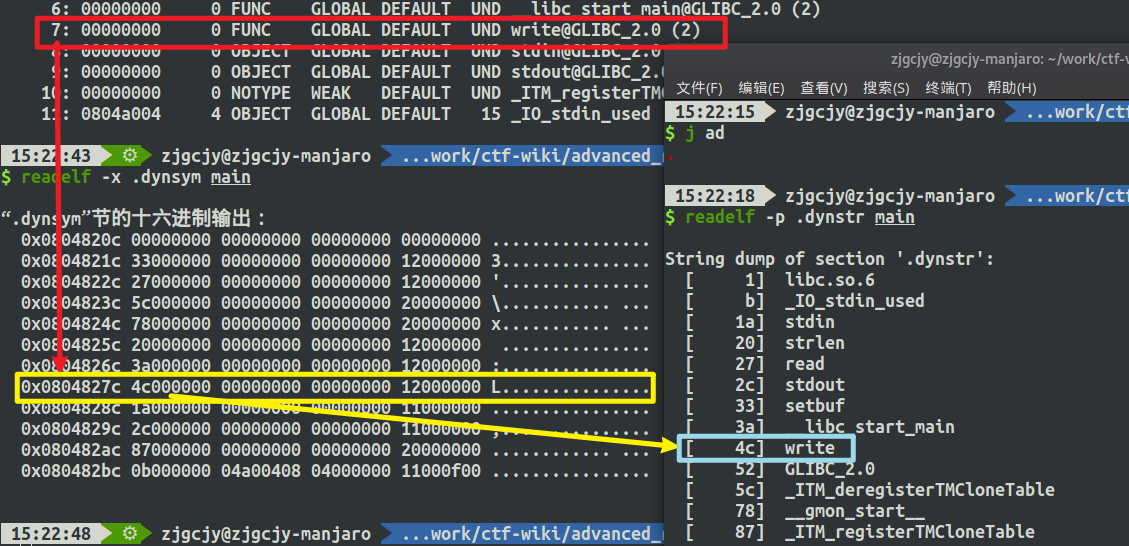 6: 00000000 0 FUNC GLOBAL DEFAULT UND __libc_start_main@GLIBC_2.0 (2)
7: 00000000 0 FUNC GLOBAL DEFAULT UND write@GLIBC_2.0 (2)
8: 00000000 0 OBJECT GLOBAL DEFAULT UND stdin@GLIBC_2.0
9: 00000000 0 OBJECT GLOBAL DEFAULT UND stdout@GLIBC_2.0
10: 00000000 0 NOTYPE WEAK DEFAULT UND _ITM_registerTMC
11: 0804a004 4 OBJECT GLOBAL DEFAULT 15 _IO_stdin_used
15:22:43 ⚙ zjgcjy@zjgcjy-manjaro ...work/ctf-wiki/advanced_
$ readelf -x .dynsym main
“.dynsym”节的十六进制输出：
0x0804820c 00000000 00000000 00000000 00000000 ................
0x0804821c 33000000 00000000 00000000 12000000 3...............
0x0804822c 27000000 00000000 00000000 12000000 '...............
0x0804823c 5c000000 00000000 00000000 20000000 \........... ...
0x0804824c 78000000 00000000 00000000 20000000 x........... ...
0x0804825c 20000000 00000000 00000000 12000000 ...............
0x0804826c 3a000000 00000000 00000000 12000000 :...............
0x0804827c 4c000000 00000000 00000000 12000000 L...............
0x0804828c 1a000000 00000000 00000000 11000000 ................
0x0804829c 2c000000 00000000 00000000 11000000 ,...............
0x080482ac 87000000 00000000 00000000 20000000 ............ ...
0x080482bc 0b000000 04a00408 04000000 11000f00 ................
15:22:48 ⚙ zjgcjy@zjgcjy-manjaro ...work/ctf-wiki/advanced_
zjgcjy@zjgcjy-manjaro: ~/work/ctf-w
文件(F) 编辑(E) 查看(V) 搜索(S) 终端(T) 帮助(H)
15:22:15 zjgcjy@zjgcjy-manjaro ...work/ctf
$ j ad
15:22:18 zjgcjy@zjgcjy-manjaro ...work/ctf
$ readelf -p .dynstr main
String dump of section '.dynstr':
[ 1] libc.so.6
[ b] _IO_stdin_used
[ 1a] stdin
[ 20] strlen
[ 27] read
[ 2c] stdout
[ 33] setbuf
[ 3a] __libc_start_main
[ 4c] write
[ 52] GLIBC_2.0
[ 5c] _ITM_deregisterTMCloneTable
[ 78] __gmon_start__
[ 87] _ITM_registerTMCloneTable